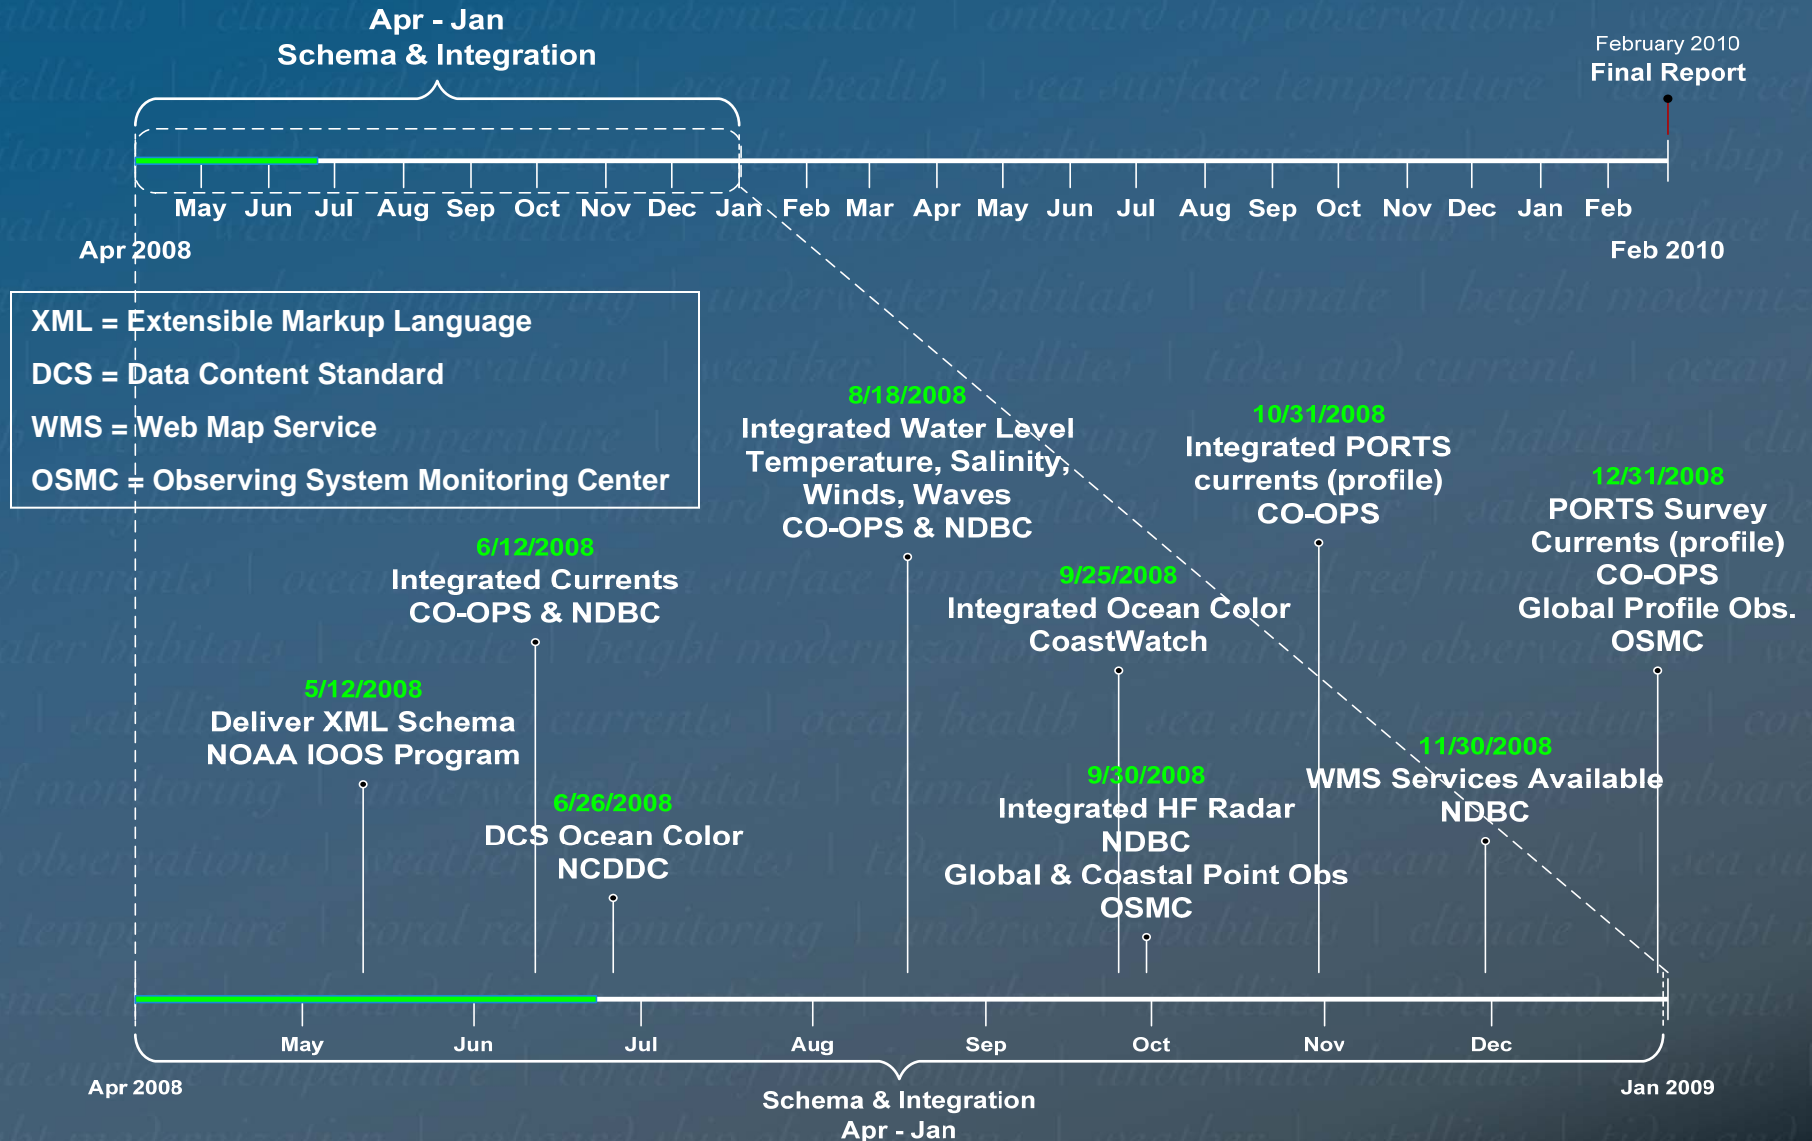 Apr - Jan
Schema & Integration
February 2010
Final Report
May Jun Jul Aug Sep Oct Nov Dec Jan Feb Mar Apr May Jun Jul Aug Sep Oct Nov Dec Jan Feb
Apr 2008
Feb 2010
XML = Extensible Markup Language
DCS = Data Content Standard
WMS = Web Map Service
OSMC = Observing System Monitoring Center
5/12/2008
Deliver XML Schema
NOAA IOOS Program
6/12/2008
Integrated Currents
CO-OPS & NDBC
6/26/2008
DCS Ocean Color
NCDDC
8/18/2008
Integrated Water Level
Temperature, Salinity,
Winds, Waves
CO-OPS & NDBC
9/25/2008
Integrated Ocean Color
CoastWatch
9/30/2008
Integrated HF Radar
NDBC
Global & Coastal Point Obs
OSMC
10/31/2008
Integrated PORTS
currents (profile)
CO-OPS
11/30/2008
WMS Services Available
NDBC
12/31/2008
PORTS Survey
Currents (profile)
CO-OPS
Global Profile Obs.
OSMC
May Jun Jul Aug Sep Oct Nov Dec
Apr 2008
Jan 2009
Schema & Integration
Apr - Jan